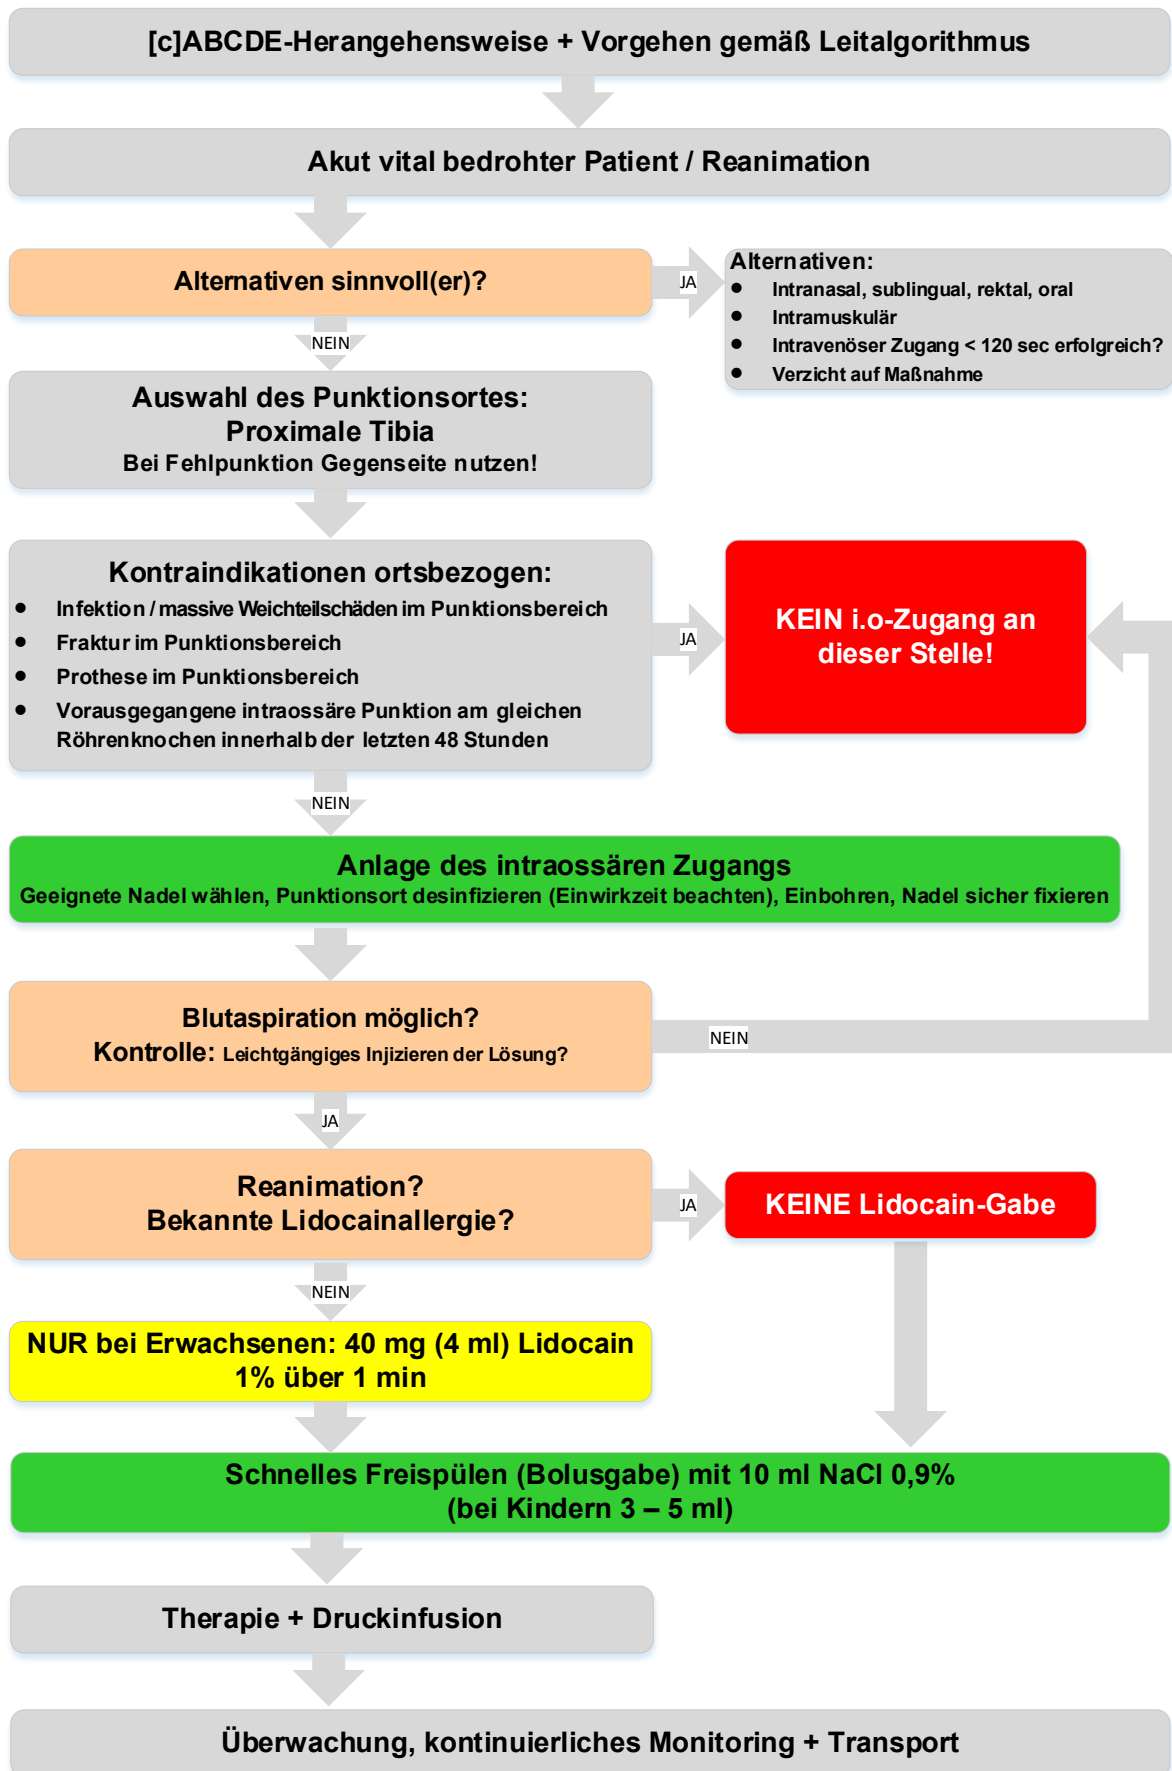 [c]ABCDE-Herangehensweise + Vorgehen gemäß Leitalgorithmus
Akut vital bedrohter Patient / Reanimation
Alternativen sinnvoll(er)?
JA
Alternativen:
● Intranasal, sublingual, rektal, oral
● Intramuskulär
● Intravenöser Zugang < 120 sec erfolgreich?
● Verzicht auf Maßnahme
NEIN
Auswahl des Punktionsortes:
Proximale Tibia
Bei Fehlpunktion Gegenseite nutzen!
Kontraindikationen ortsbezogen:
● Infektion / massive Weichteilschäden im Punktionsbereich
● Fraktur im Punktionsbereich
● Prothese im Punktionsbereich
● Vorausgegangene intraossäre Punktion am gleichen
Röhrenknochen innerhalb der letzten 48 Stunden
JA
KEIN i.o-Zugang an
dieser Stelle!
NEIN
Anlage des intraossären Zugangs
Geeignete Nadel wählen, Punktionsort desinfizieren (Einwirkzeit beachten), Einbohren, Nadel sicher fixieren
Blutaspiration möglich?
Kontrolle: Leichtgängiges Injizieren der Lösung?
NEIN
JA
Reanimation?
Bekannte Lidocainallergie?
JA
KEINE Lidocain-Gabe
NEIN
NUR bei Erwachsenen: 40 mg (4 ml) Lidocain
1% über 1 min
Schnelles Freispülen (Bolusgabe) mit 10 ml NaCl 0,9%
(bei Kindern 3 – 5 ml)
Therapie + Druckinfusion
Überwachung, kontinuierliches Monitoring + Transport